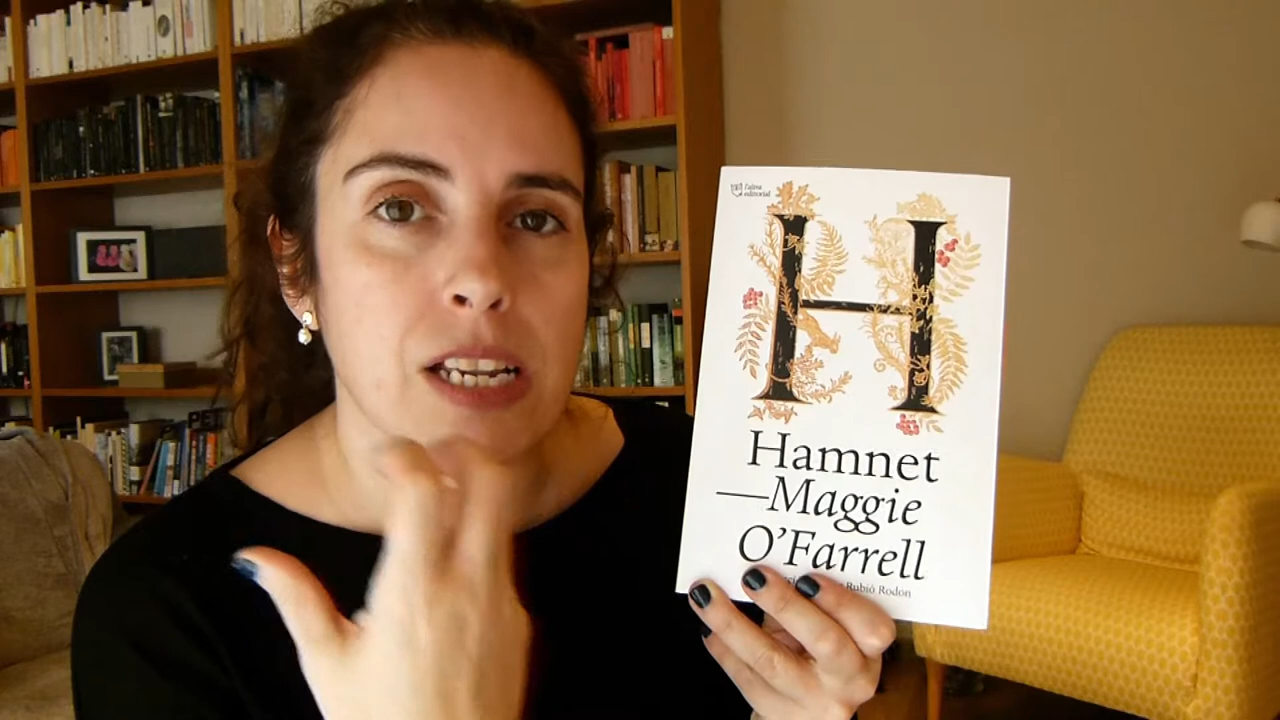 l'altra
editorial
H
Hamnet
—Maggie
O'Farrell
Rubió Rodon